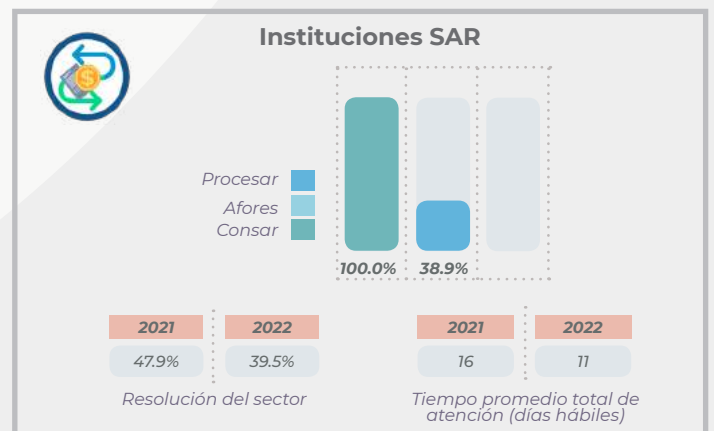 Instituciones SAR
$
Procesar
Afores
Consar
100.0% 38.9%
2021 2022
47.9% 39.5%
Resolución del sector
2021 2022
16 11
Tiempo promedio total de
atención (días hábiles)